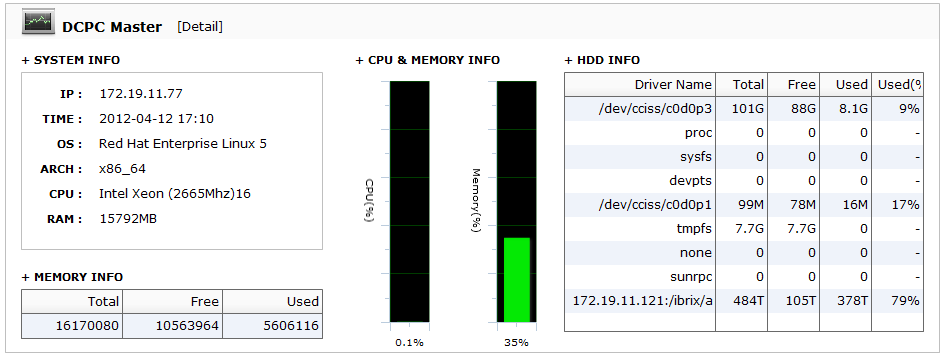 DCPC Master [Detail]
+ SYSTEM INFO
IP : 172.19.11.77
TIME : 2012-04-12 17:10
OS : Red Hat Enterprise Linux 5
ARCH : x86_64
CPU : Intel Xeon (2665Mhz)16
RAM : 15792MB
+ MEMORY INFO
Total Free Used
16170080 10563964 5606116
+ CPU & MEMORY INFO
CPU(%)
Memory(%)
0.1% 35%
+ HDD INFO
Driver Name Total Free Used Used(%
/dev/cciss/c0d0p3 101G 88G 8.1G 9%
proc 0 0 0 -
sysfs 0 0 0 -
devpts 0 0 0 -
/dev/cciss/c0d0p1 99M 78M 16M 17%
tmpfs 7.7G 7.7G 0 -
none 0 0 0 -
sunrpc 0 0 0 -
172.19.11.121:/ibrix/a 484T 105T 378T 79%